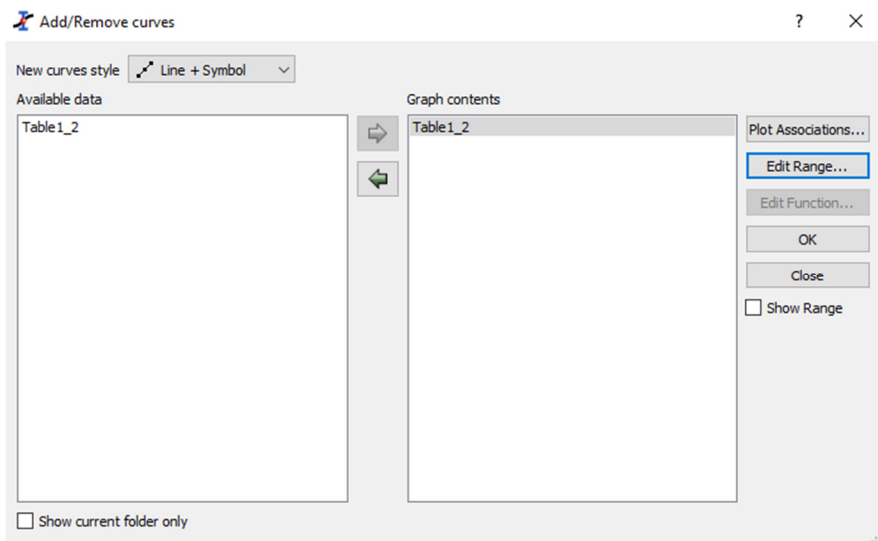 Add/Remove curves
?
New curves style
Line + Symbol
Available data
Graph contents
Table1_2
Table1_2
Plot Associations...
Edit Range...
Edit Function...
OK
Close
Show Range
Show current folder only